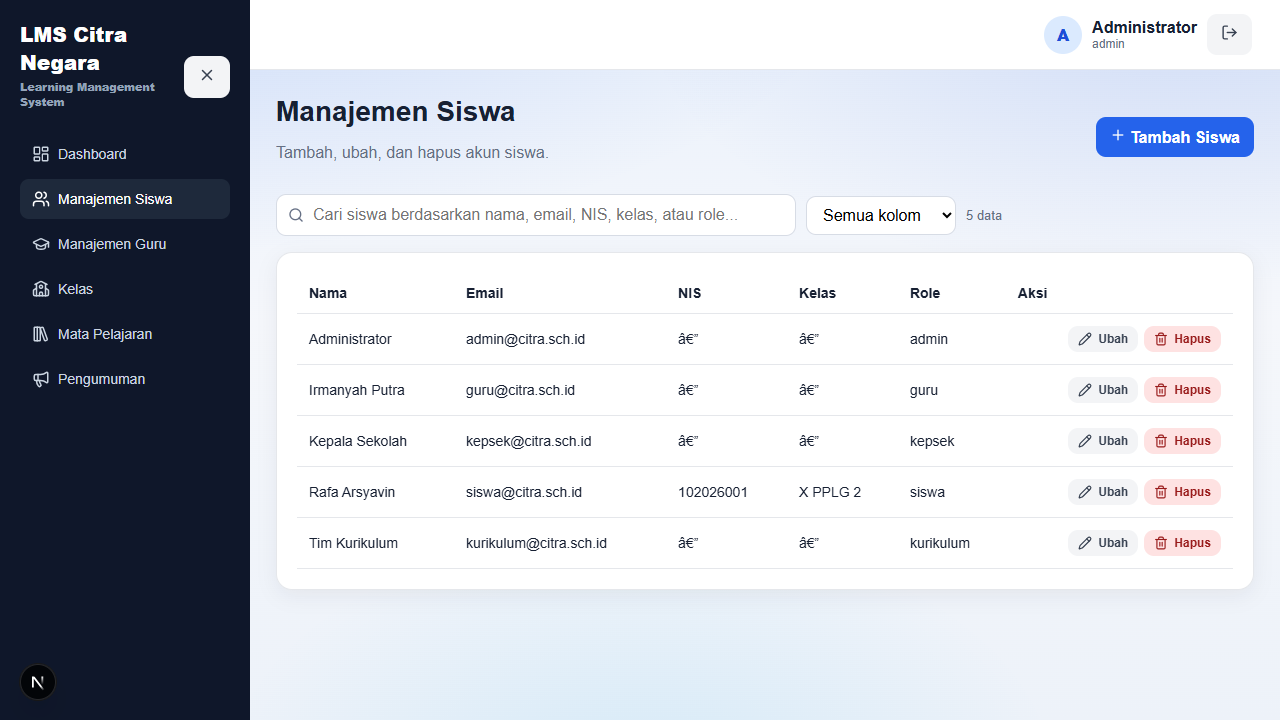 LMS Citra
Negara
Learning Management
System
Dashboard
Manajemen Siswa
Manajemen Guru
Kelas
Mata Pelajaran
Pengumuman
N
A
Administrator
admin
Manajemen Siswa
Tambah, ubah, dan hapus akun siswa.
+ Tambah Siswa
Cari siswa berdasarkan nama, email, NIS, kelas, atau role...
Semua kolom
5 data
Nama Email NIS Kelas Role Aksi
Administrator admin@citra.sch.id â€” â€” admin Ubah Hapus
Irmanyah Putra guru@citra.sch.id â€” â€” guru Ubah Hapus
Kepala Sekolah kepsek@citra.sch.id â€” â€” kepsek Ubah Hapus
Rafa Arsyavin siswa@citra.sch.id 102026001 X PPLG 2 siswa Ubah Hapus
Tim Kurikulum kurikulum@citra.sch.id â€” â€” kurikulum Ubah Hapus